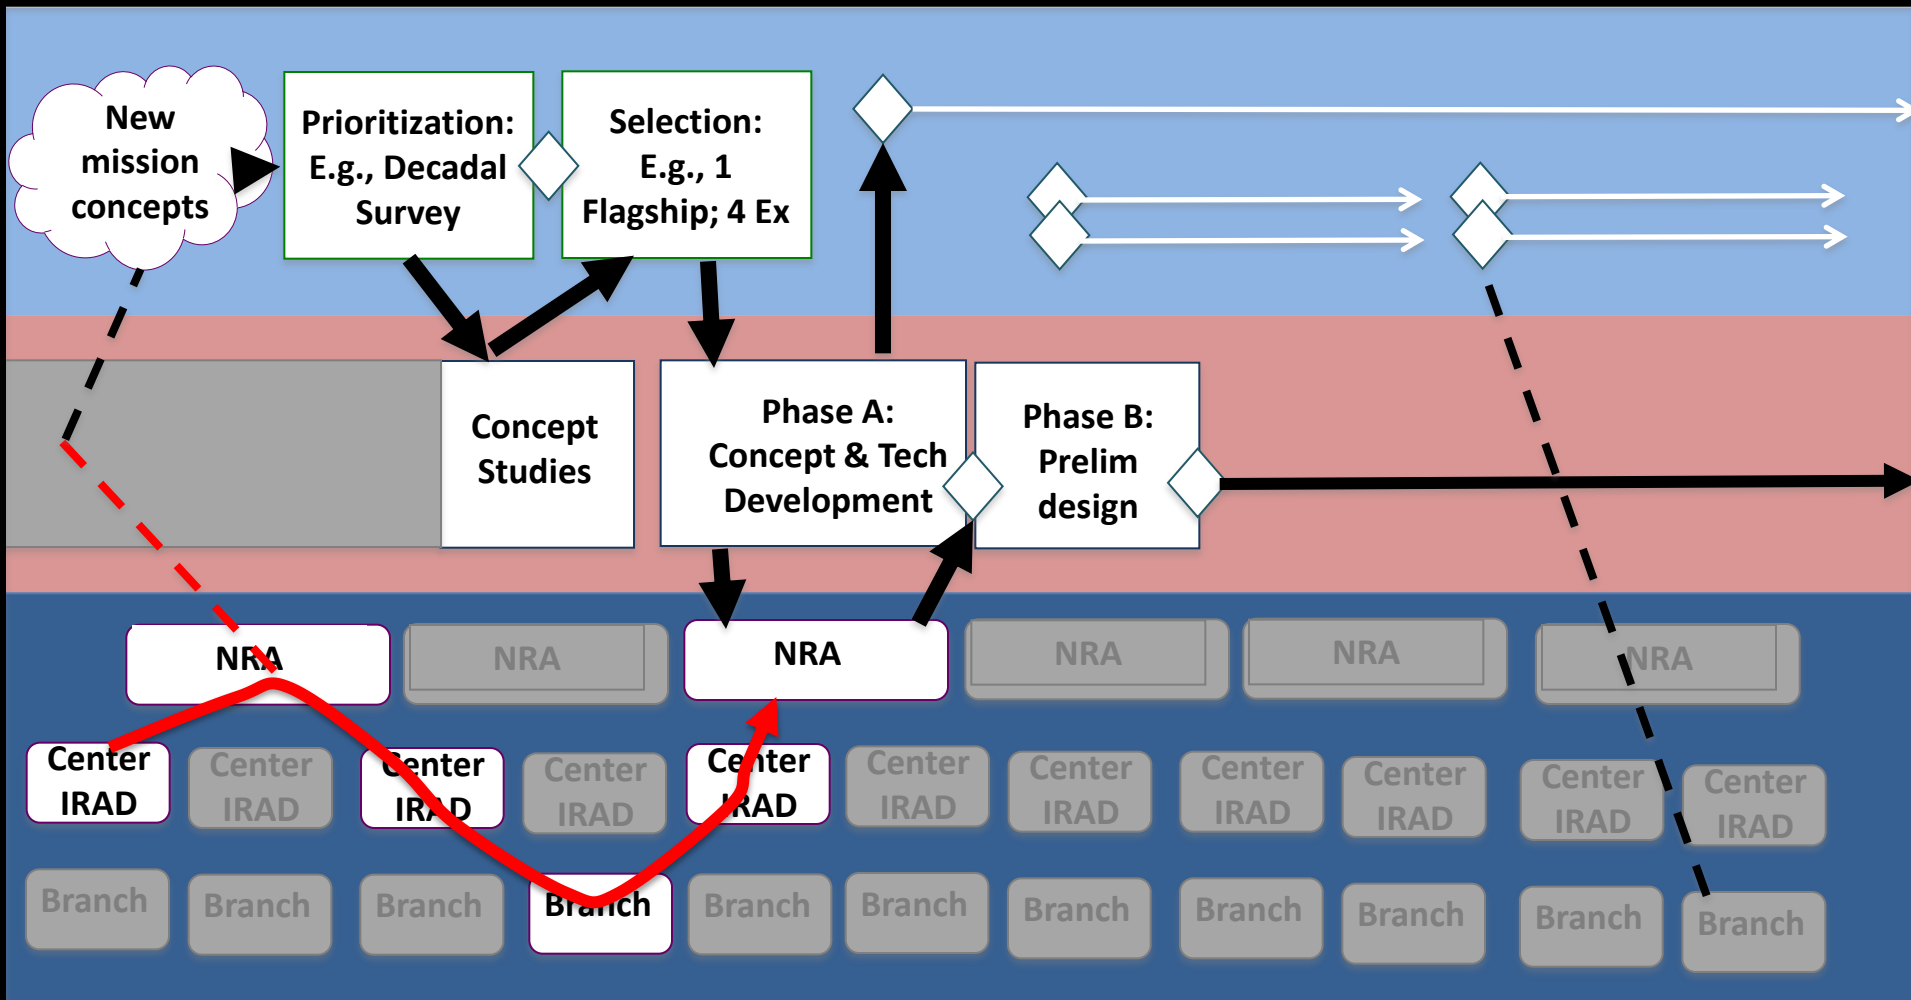 New
mission
concepts
Prioritization:
E.g., Decadal
Survey
Selection:
E.g., 1
Flagship; 4 Ex
Concept
Studies
Phase A:
Concept & Tech
Development
Phase B:
Prelim
design
NRA
NRA
NRA
NRA
NRA
NRA
Center
IRAD
Center
IRAD
Center
IRAD
Center
IRAD
Center
IRAD
Center
IRAD
Center
IRAD
Center
IRAD
Center
IRAD
Center
IRAD
Center
IRAD
Branch
Branch
Branch
Branch
Branch
Branch
Branch
Branch
Branch
Branch
Branch